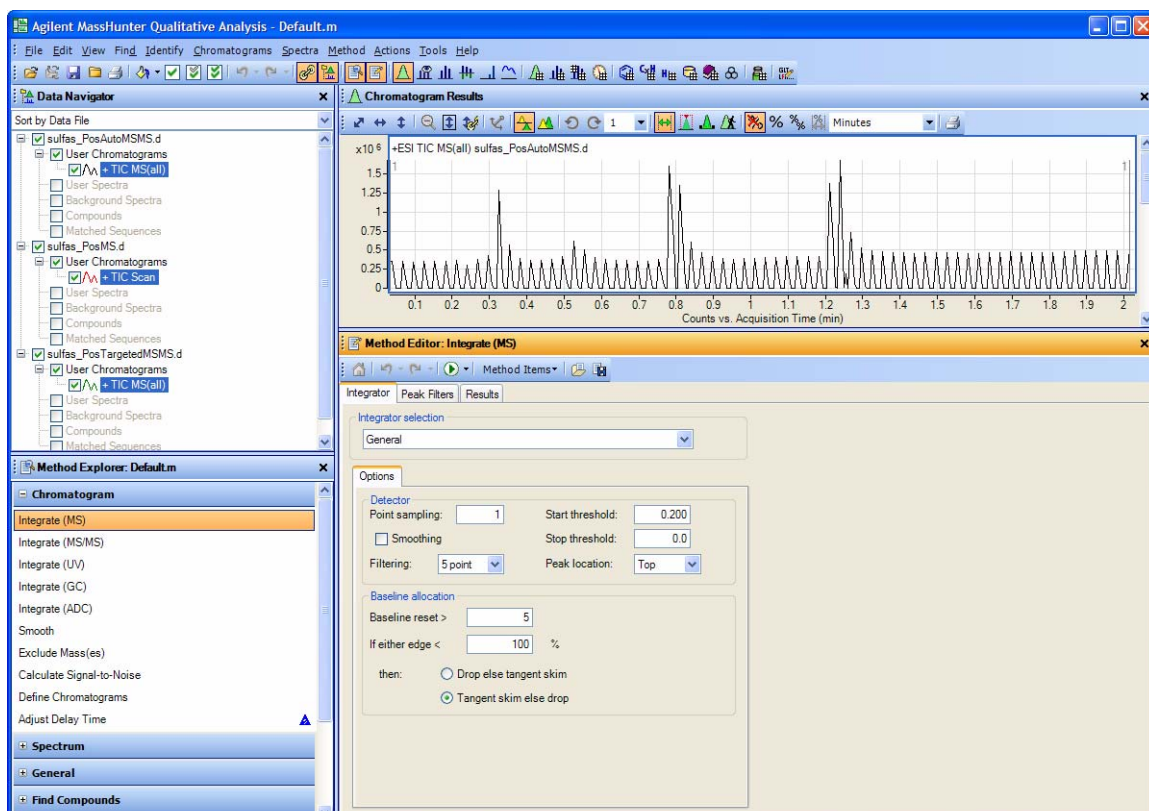 Agilent MassHunter Qualitative Analysis - Default.m
File Edit View Find Identify Chromatograms Spectra Method Actions Tools Help
Data Navigator
Sort by Data File
sulfas_PosAutoMSMS.d
User Chromatograms
+ TIC MS(all)
User Spectra
Background Spectra
Compounds
Matched Sequences
sulfas_PosMS.d
User Chromatograms
+ TIC Scan
User Spectra
Background Spectra
Compounds
Matched Sequences
sulfas_PosTargetedMSMS.d
User Chromatograms
+ TIC MS(all)
User Spectra
Background Spectra
Compounds
Matched Sequences
Method Explorer: Default.m
Chromatogram
Integrate (MS)
Integrate (MS/MS)
Integrate (UV)
Integrate (GC)
Integrate (ADC)
Smooth
Exclude Mass(es)
Calculate Signal-to-Noise
Define Chromatograms
Adjust Delay Time
Spectrum
General
Find Compounds
Chromatogram Results
1 % Minutes
x10 6 +ESI TIC MS(all) sulfas_PosAutoMSMS.d
1 1
1.5
1.25
1
0.75
0.5
0.25
0
0.1 0.2 0.3 0.4 0.5 0.6 0.7 0.8 0.9 1 1.1 1.2 1.3 1.4 1.5 1.6 1.7 1.8 1.9 2
Counts vs. Acquisition Time (min)
Method Editor: Integrate (MS)
Method Items
Integrator Peak Filters Results
Integrator selection
General
Options
Detector
Point sampling: 1 Start threshold: 0.200
Smoothing Stop threshold: 0.0
Filtering: 5 point Peak location: Top
Baseline allocation
Baseline reset > 5
If either edge < 100 %
then: Drop else tangent skim
Tangent skim else drop